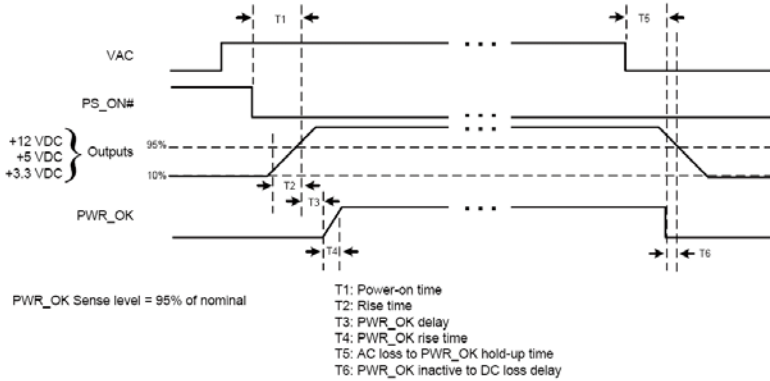 T1
T5
VAC
PS_ON#
+12 VDC
+5 VDC
+3.3 VDC
Outputs
95%
10%
T2
T3
PWR_OK
T4
T6
PWR_OK Sense level = 95% of nominal
T1: Power-on time
T2: Rise time
T3: PWR_OK delay
T4: PWR_OK rise time
T5: AC loss to PWR_OK hold-up time
T6: PWR_OK inactive to DC loss delay